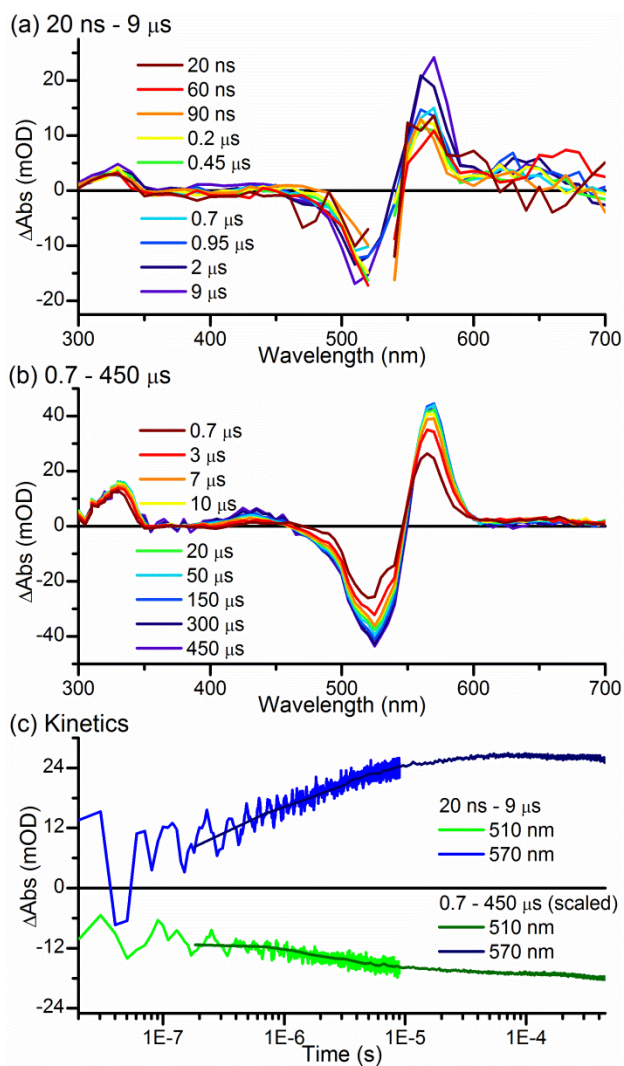 (a) 20 ns - 9 μs
20 ns
60 ns
90 ns
0.2 μs
0.45 μs
0.7 μs
0.95 μs
2 μs
9 μs
ΔAbs (mOD)
20
10
0
-10
-20
300 400 500 600 700
Wavelength (nm)
(b) 0.7 - 450 μs
0.7 μs
3 μs
7 μs
10 μs
20 μs
50 μs
150 μs
300 μs
450 μs
ΔAbs (mOD)
40
20
0
-20
-40
300 400 500 600 700
Wavelength (nm)
(c) Kinetics
20 ns - 9 μs
510 nm
570 nm
0.7 - 450 μs (scaled)
510 nm
570 nm
ΔAbs (mOD)
24
12
0
-12
-24
1E-7 1E-6 1E-5 1E-4
Time (s)